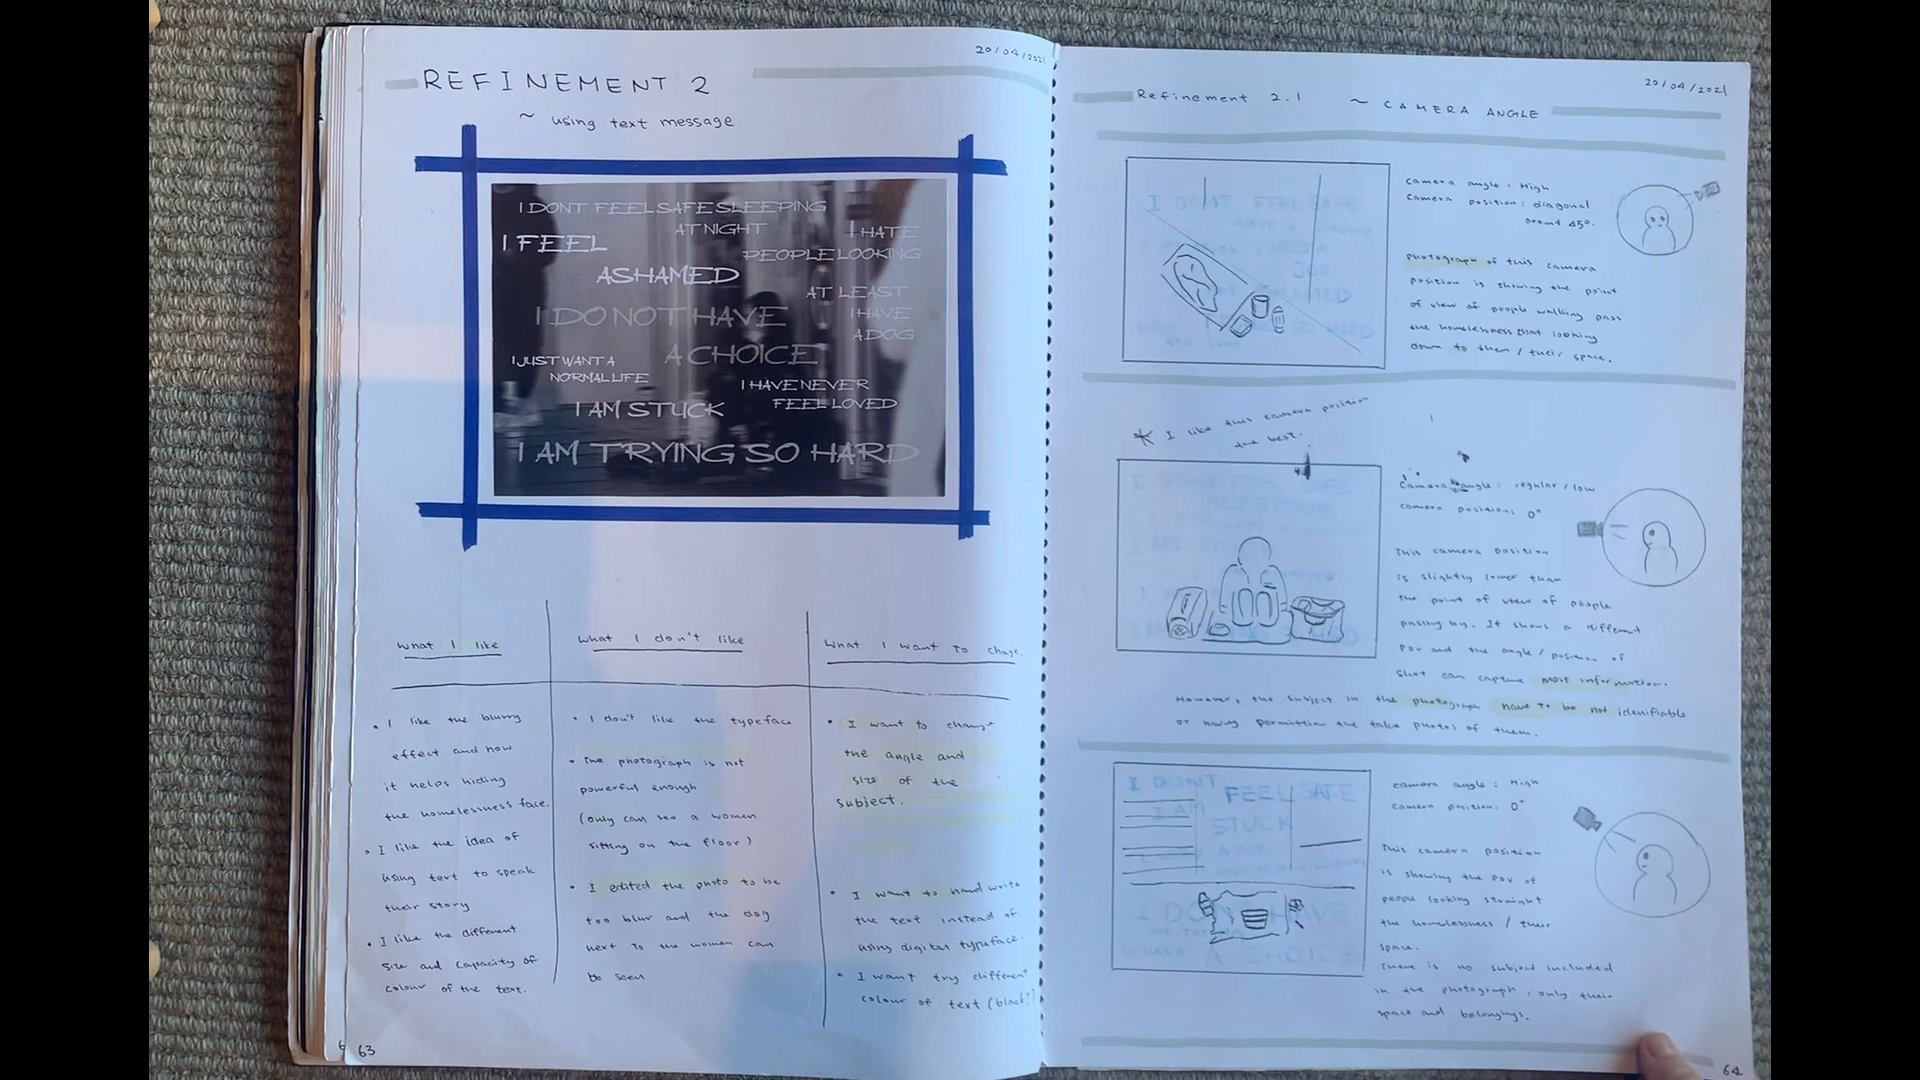 20/04/2021
REFINEMENT 2
~ using text message
I DONT FEEL SAFE SLEEPING
AT NIGHT
I FEEL
ASHAMED
I HATE
PEOPLE LOOKING
I DO NOT HAVE
A CHOICE
AT LEAST
I HAVE
A DOG
I JUST WANT A
NORMAL LIFE
I HAVE NEVER
FEEL LOVED
I AM STUCK
I AM TRYING SO HARD
What I like
• I like the blurry
effect and how
it helps hiding
the homelessness face.
• I like the idea of
using text to speak
their story
• I like the different
size and capacity of
colour of the text.
What I don't like
• I don't like the typeface
• The photograph is not
powerful enough
(only can see a women
sitting on the floor)
• I edited the photo to be
too blur and the dog
next to the women can
be seen
What I want to chage.
• I want to change
the angle and
size of the
subject.
• I want to hand write
the text instead of
using digital typeface.
• I want try different
colour of text (black?)
63
20/04/2021
Refinement 2.1 ~ CAMERA ANGLE
camera angle : High
Camera position : diagonal
around 45°.
photograph of this camera
position is showing the point
of view of people walking pass
the homelessness that looking
down to them / their space.
* I like this camera position
the best.
Camera angle : regular / low
camera position : 0°
This camera position
is slightly lower than
the point of view of people
passing by. It shows a different
POV and the angle / position of
shot can capture most information.
However, the subject in the photograph have to be not idenifiable
or having permittion the take photos of them.
I DONT FEEL SAFE
I AM STUCK
I DON HAVE
A CHOICE
camera angle : High
camera position : 0°
This camera position
is showing the POV of
people looking straight
the homelessness / their
space.
There is no subject included
in the photograph, only their
space and belongings.
64